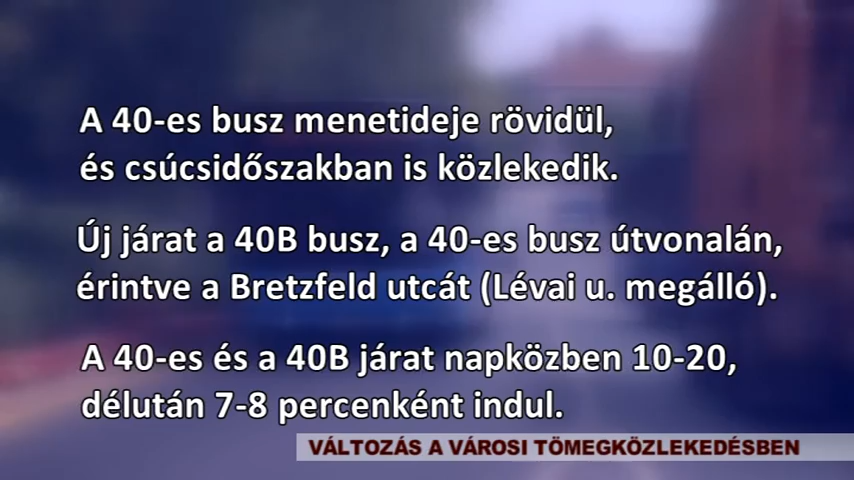 A 40-es busz menetideje rövidül,
és csúcsidőszakban is közlekedik.
Új járat a 40B busz, a 40-es busz útvonalán,
érintve a Bretzfeld utcát (Lévai u. megálló).
A 40-es és a 40B járat napközben 10-20,
délután 7-8 percenként indul.
VÁLTOZÁS A VÁROSI TÖMEGKÖZLEKEDÉSBEN